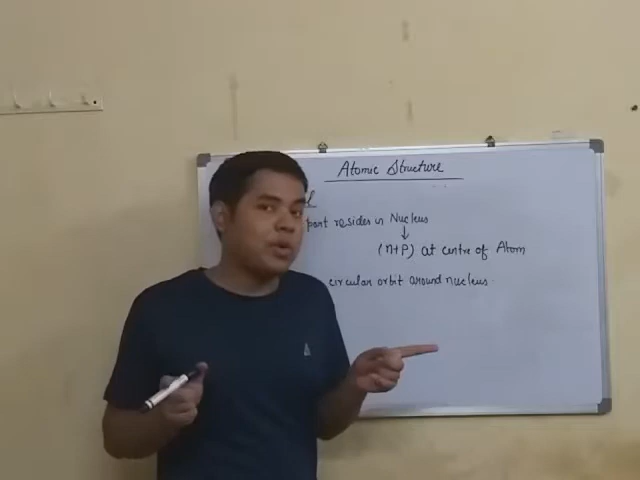 Atomic Structure
l
part resides in Nucleus
↓
(n+P) at centre of Atom
circular orbit around nucleus.